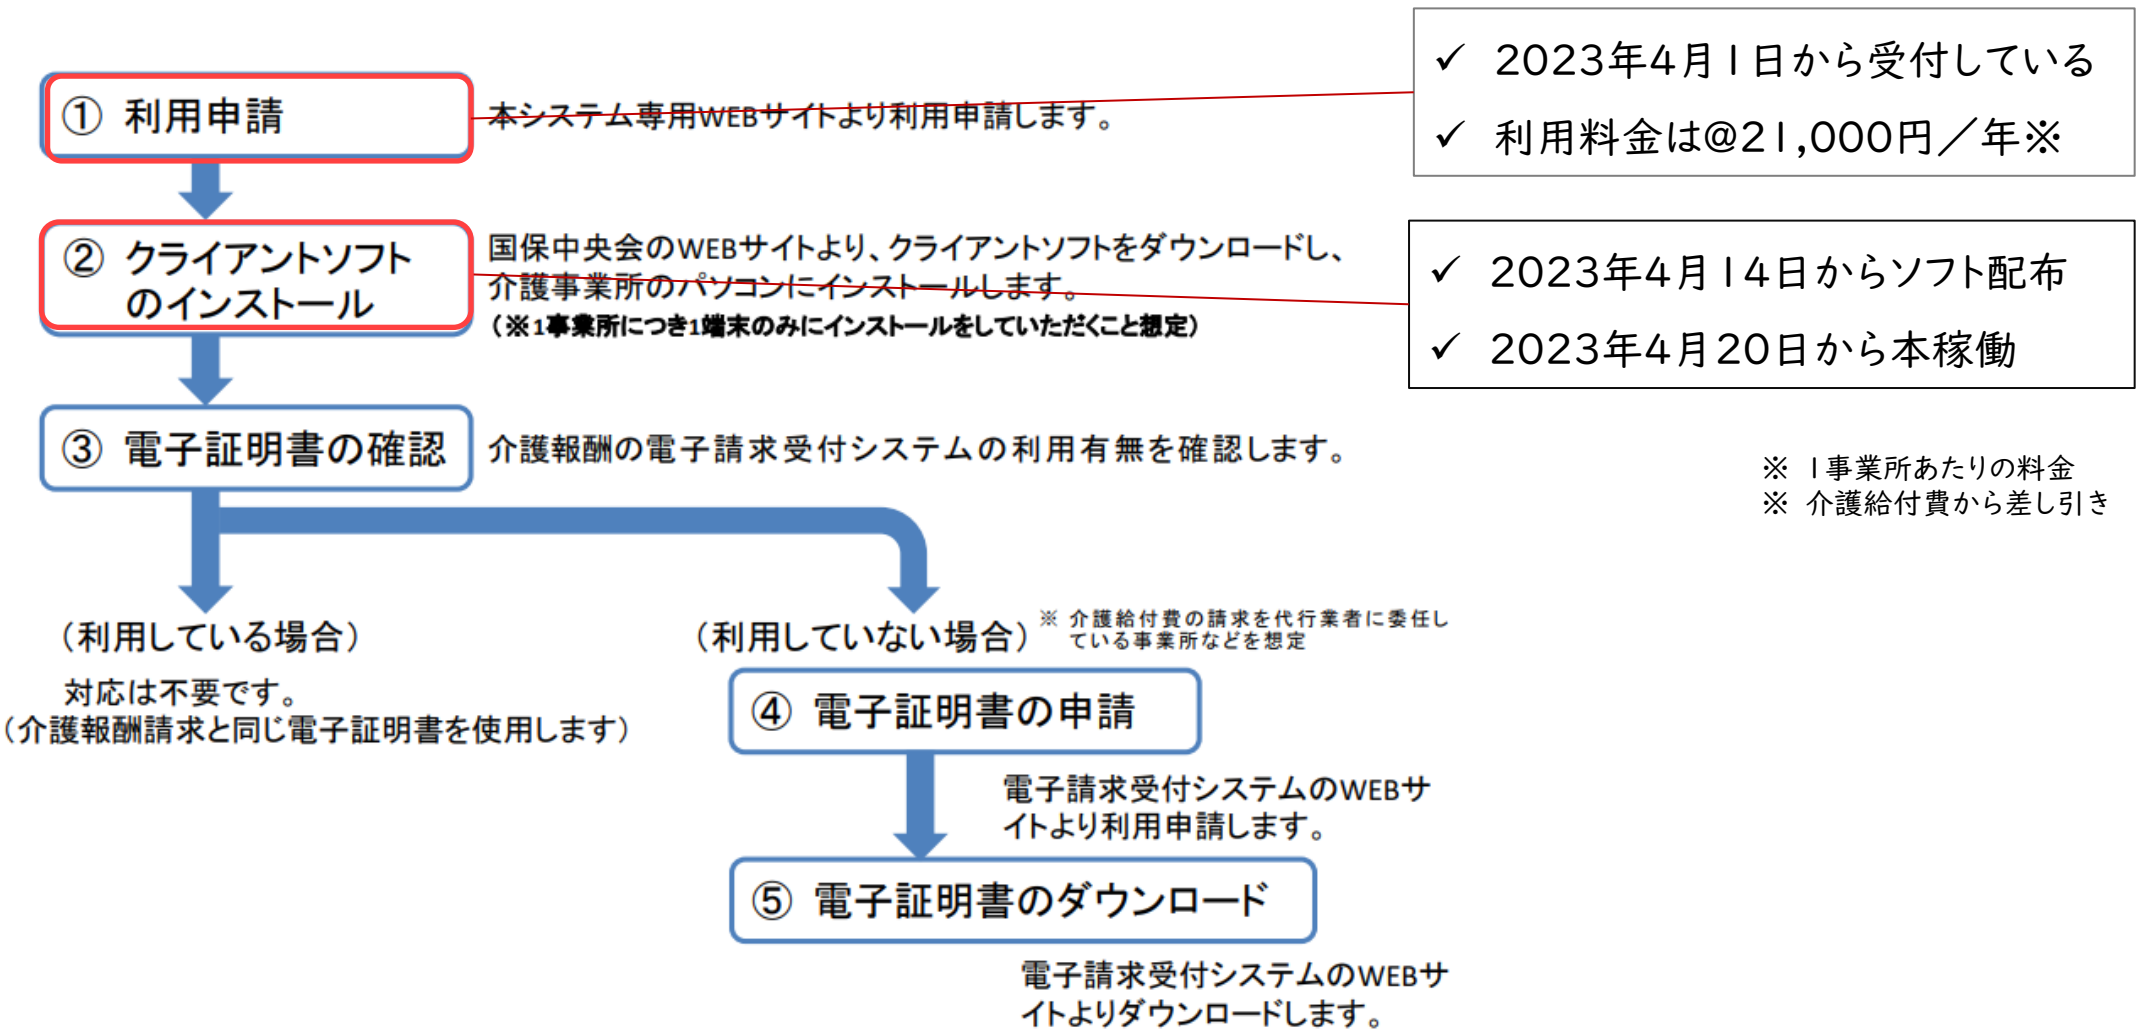 ① 利用申請
本システム専用WEBサイトより利用申請します。
✓ 2023年4月1日から受付している
✓ 利用料金は@21,000円／年※
② クライアントソフト
のインストール
国保中央会のWEBサイトより、クライアントソフトをダウンロードし、
介護事業所のパソコンにインストールします。
（※1事業所につき1端末のみにインストールをしていただくこと想定）
✓ 2023年4月14日からソフト配布
✓ 2023年4月20日から本稼働
③ 電子証明書の確認
介護報酬の電子請求受付システムの利用有無を確認します。
※ 1事業所あたりの料金
※ 介護給付費から差し引き
（利用している場合）
対応は不要です。
（介護報酬請求と同じ電子証明書を使用します）
（利用していない場合）
※ 介護給付費の請求を代行業者に委任し
ている事業所などを想定
④ 電子証明書の申請
電子請求受付システムのWEBサ
イトより利用申請します。
⑤ 電子証明書のダウンロード
電子請求受付システムのWEBサ
イトよりダウンロードします。